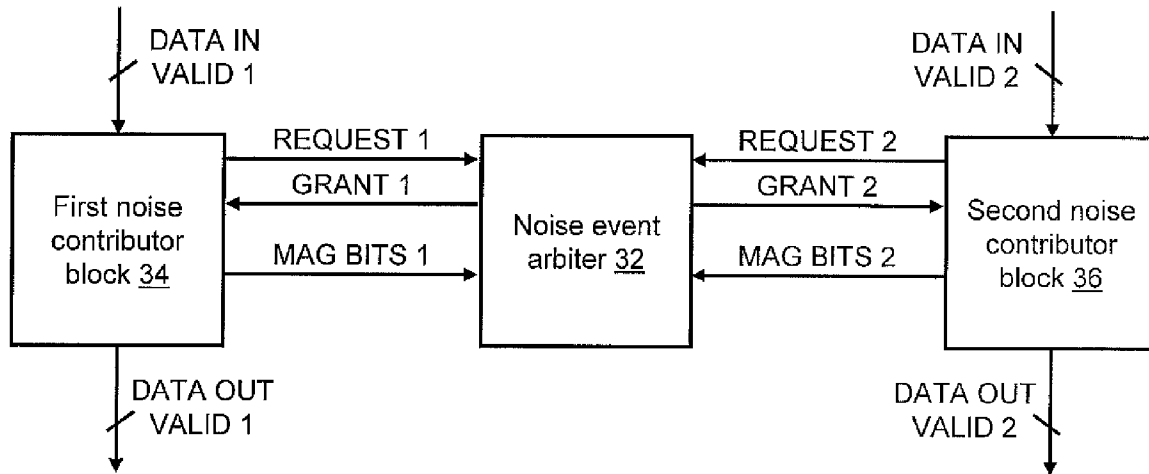 DATA IN
VALID 1
DATA IN
VALID 2
REQUEST 1
REQUEST 2
GRANT 1
GRANT 2
First noise
contributor
block 34
Noise event
arbiter 32
Second noise
contributor
block 36
MAG BITS 1
MAG BITS 2
DATA OUT
VALID 1
DATA OUT
VALID 2